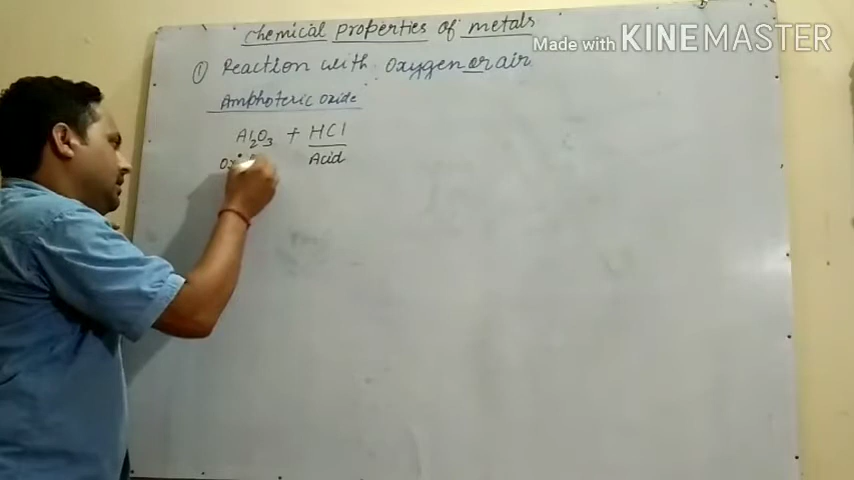 Chemical properties of metals
Made with KINEMASTER
① Reaction with Oxygen or air
Amphoteric oxide
Al2O3 + HCl
Acid